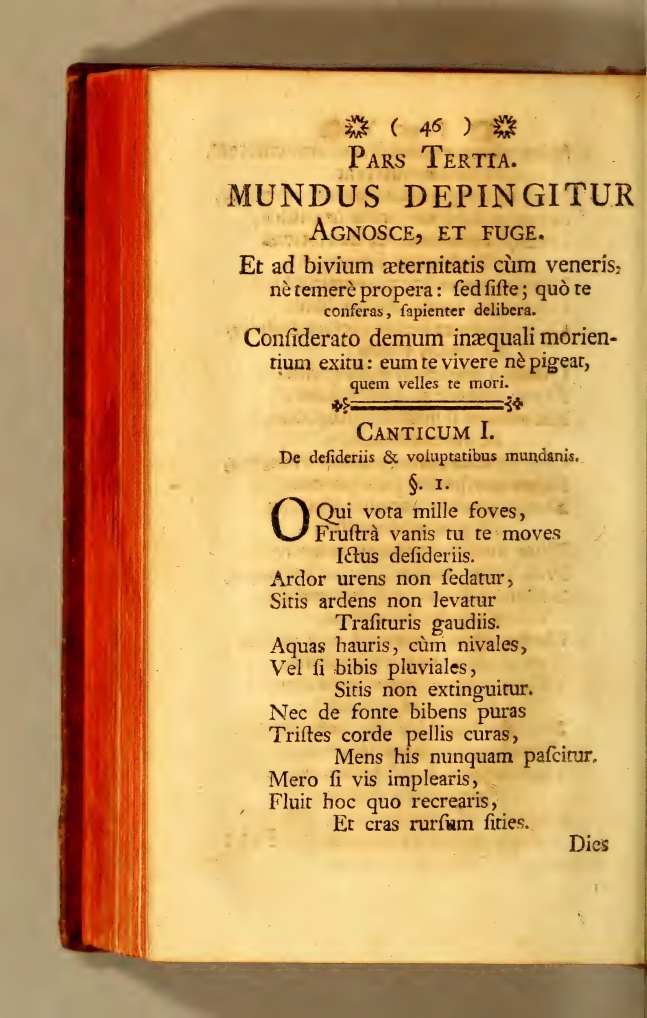 ( 46 )
PARS TERTIA.
MUNDUS DEPINGITUR
AGNOSCE, ET FUGE.
Et ad bivium æternitatis cùm veneris,
nè temerè propera: ſed ſiſte; quò te
conferas, ſapienter delibera.
Conſiderato demum inæquali morien-
tium exitu: eum te vivere nè pigeat,
quem velles te mori.
CANTICUM I.
De deſideriis & voluptatibus mundanis.
§. 1.
O Qui vota mille foves,
Fruſtrà vanis tu te moves
Ictus deſideriis.
Ardor urens non ſedatur,
Sitis ardens non levatur
Traſituris gaudiis.
Aquas hauris, cùm nivales,
Vel ſi bibis pluviales,
Sitis non extinguitur.
Nec de fonte bibens puras
Triſtes corde pellis curas,
Mens his nunquam paſcitur.
Mero ſi vis implearis,
Fluit hoc quo recrearis,
Et cras rurſum ſities.
Dies